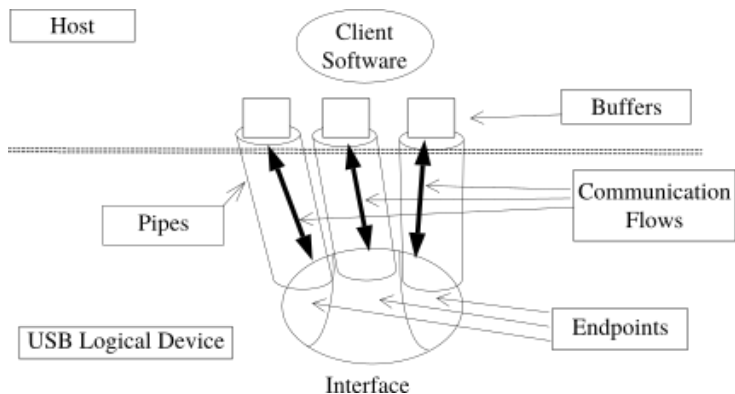 Host
Client
Software
Buffers
Communication
Flows
Pipes
Endpoints
USB Logical Device
Interface